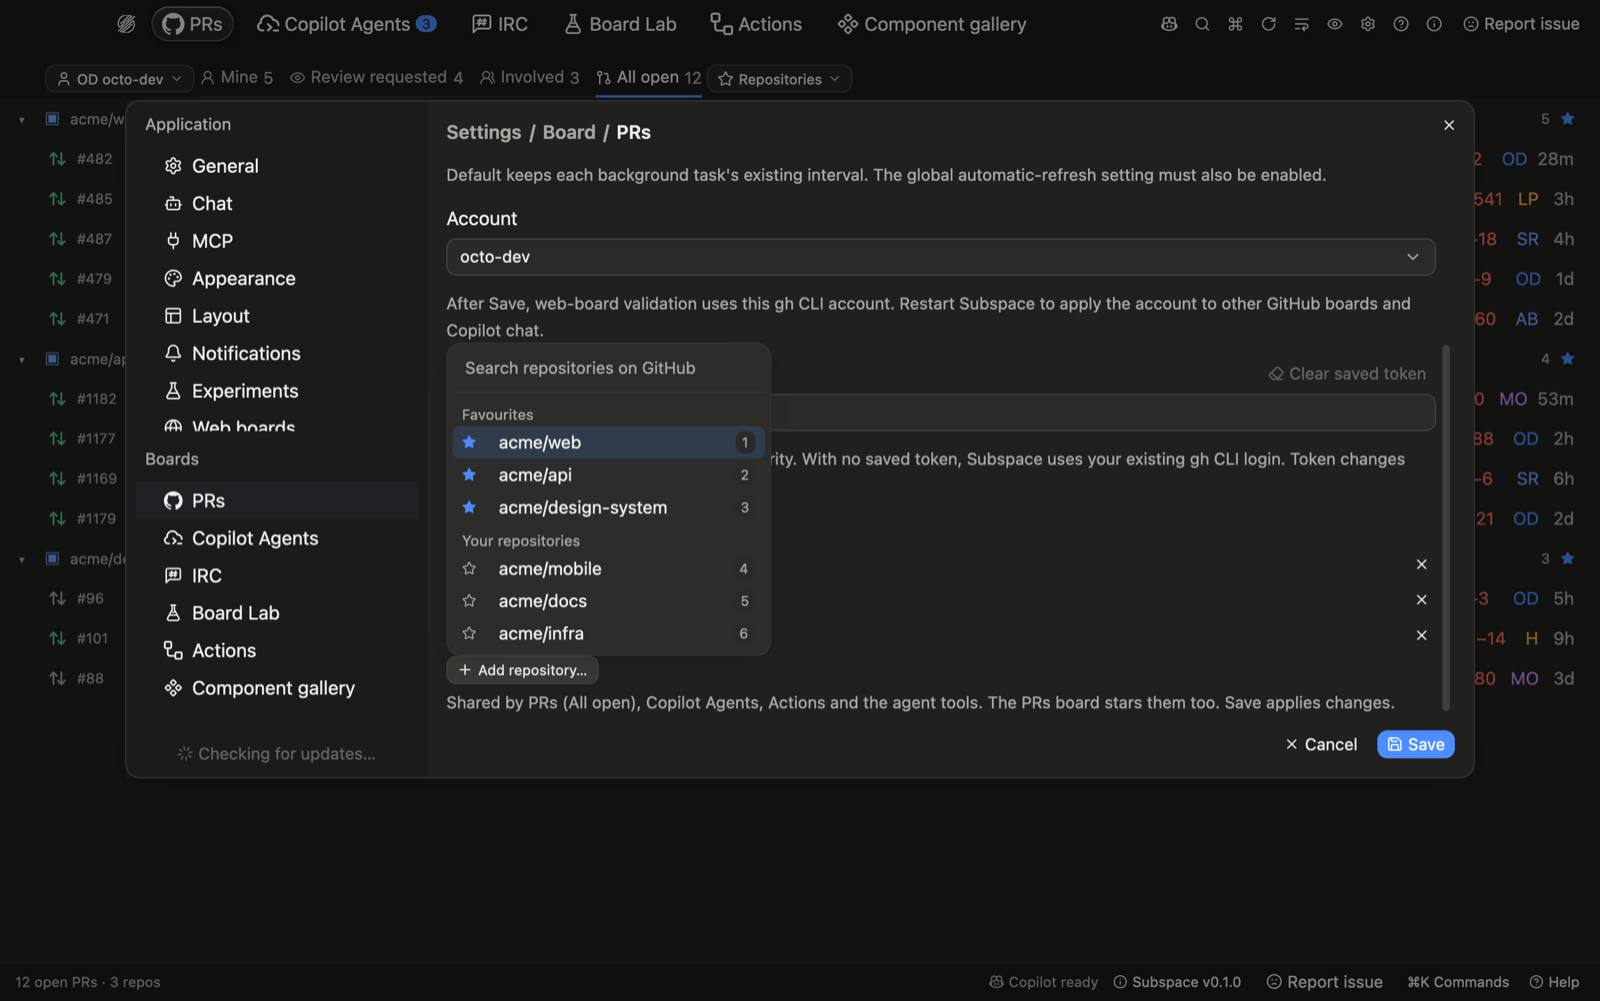 PRs
Copilot Agents 3
IRC
Board Lab
Actions
Component gallery
Report issue
OD octo-dev
Mine 5
Review requested 4
Involved 3
All open 12
Repositories
acme/w
5
#482
2 OD 28m
#485
541 LP 3h
#487
-18 SR 4h
#479
-9 OD 1d
#471
60 AB 2d
acme/ap
4
#1182
0 MO 53m
#1177
88 OD 2h
#1169
-6 SR 6h
#1179
21 OD 2d
acme/de
3
#96
-3 OD 5h
#101
−14 H 9h
#88
80 MO 3d
Application
General
Chat
MCP
Appearance
Layout
Notifications
Experiments
Web boards
Boards
PRs
Copilot Agents
IRC
Board Lab
Actions
Component gallery
Checking for updates...
Settings / Board / PRs
Default keeps each background task's existing interval. The global automatic-refresh setting must also be enabled.
Account
octo-dev
After Save, web-board validation uses this gh CLI account. Restart Subspace to apply the account to other GitHub boards and
Copilot chat.
Clear saved token
rity. With no saved token, Subspace uses your existing gh CLI login. Token changes
Search repositories on GitHub
Favourites
acme/web 1
acme/api 2
acme/design-system 3
Your repositories
acme/mobile 4
acme/docs 5
acme/infra 6
+ Add repository...
Shared by PRs (All open), Copilot Agents, Actions and the agent tools. The PRs board stars them too. Save applies changes.
Cancel
Save
12 open PRs · 3 repos
Copilot ready
Subspace v0.1.0
Report issue
⌘K Commands
Help